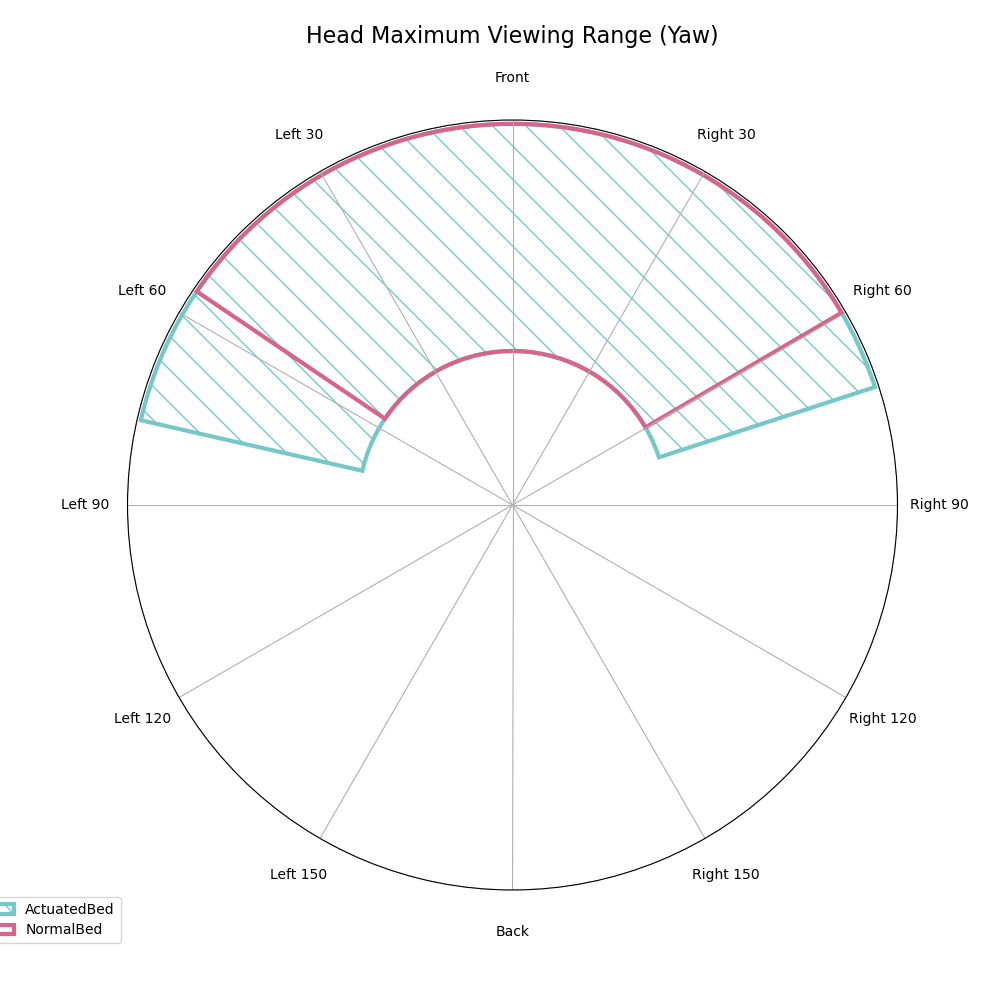 Head Maximum Viewing Range (Yaw)
Front
Left 30
Right 30
Left 60
Right 60
Left 90
Right 90
Left 120
Right 120
Left 150
Right 150
Back
ActuatedBed
NormalBed